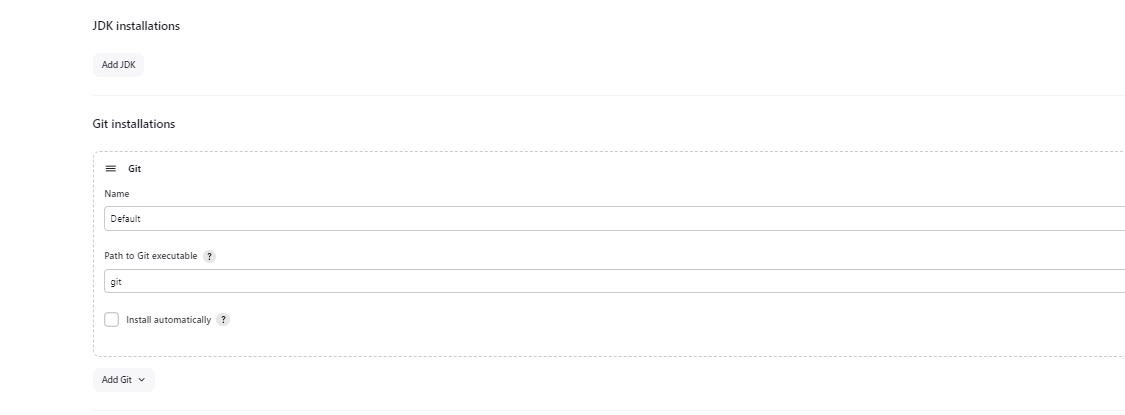 JDK installations
Add JDK
Git installations
Git
Name
Default
Path to Git executable ?
git
Install automatically ?
Add Git